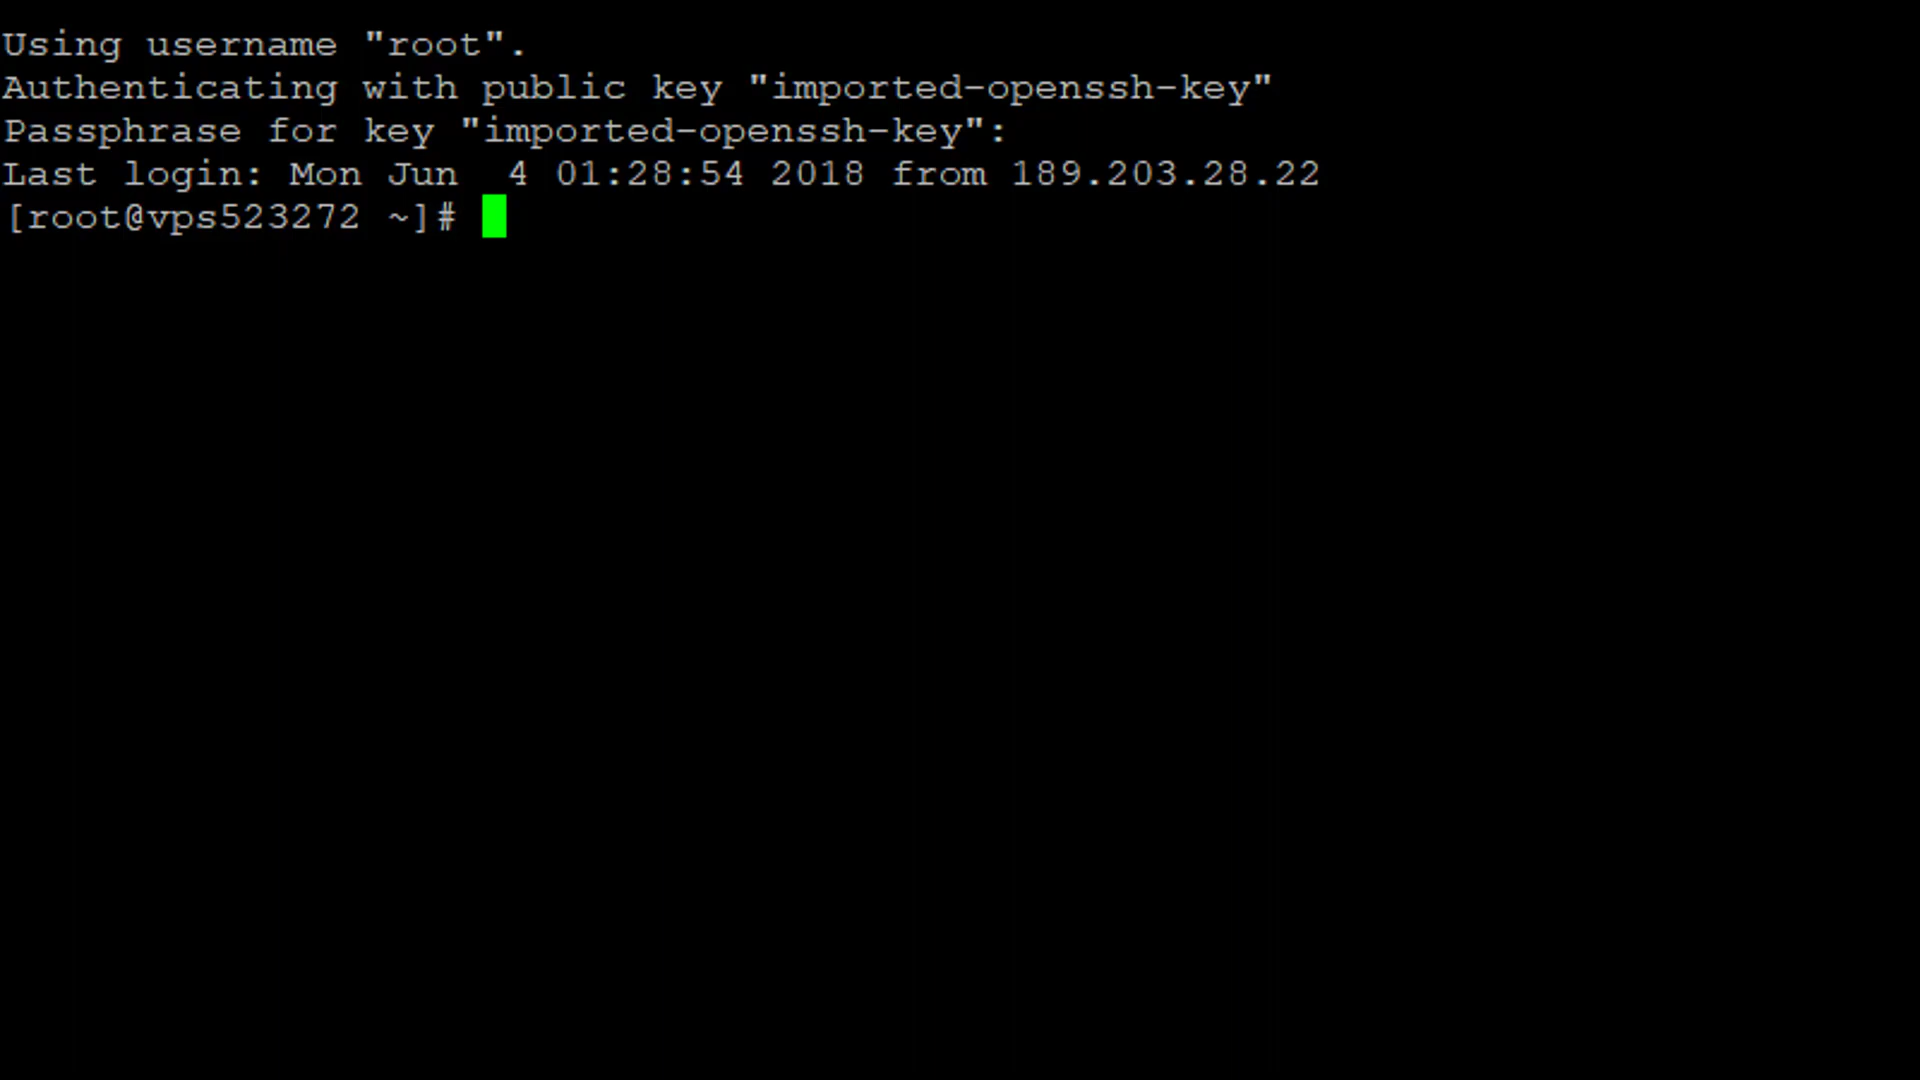 Using username "root".
Authenticating with public key "imported-openssh-key"
Passphrase for key "imported-openssh-key":
Last login: Mon Jun  4 01:28:54 2018 from 189.203.28.22
[root@vps523272 ~]#